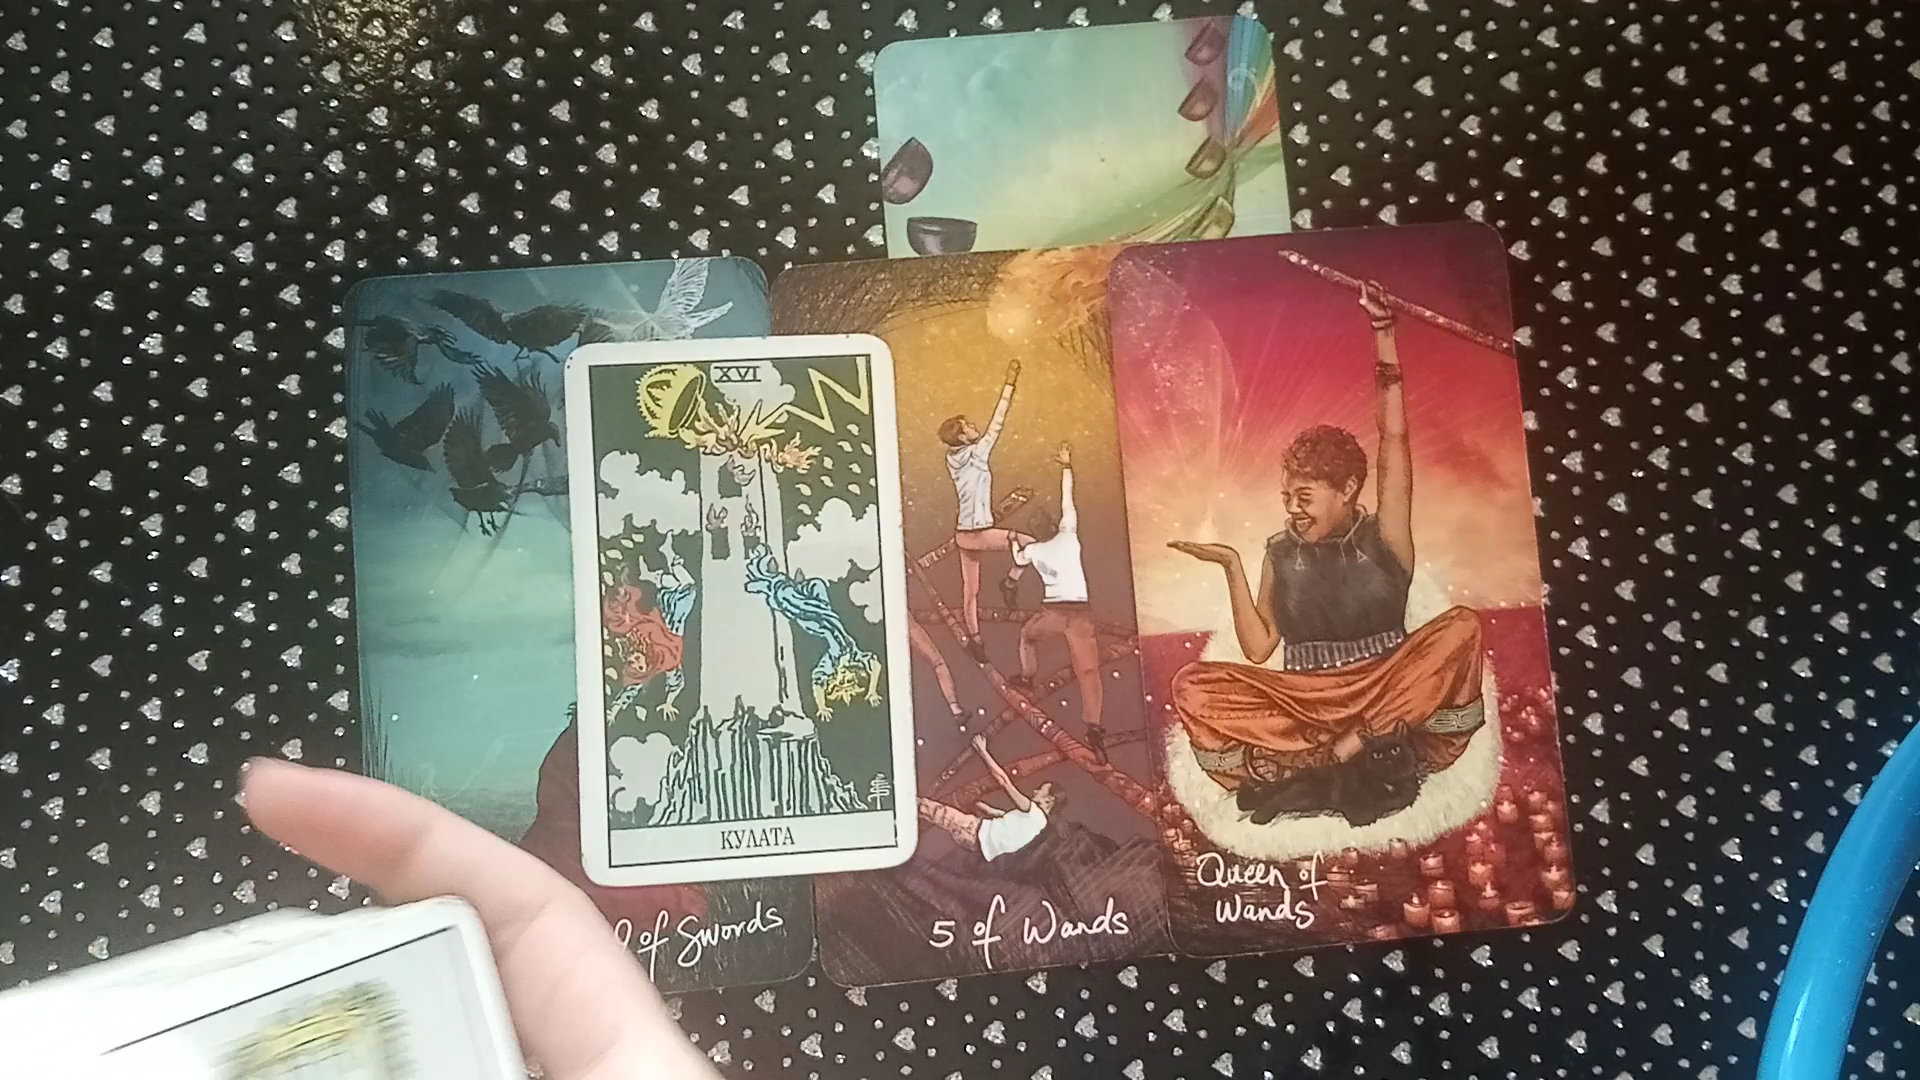 XVI
КУЛАТА
of Swords
5 of Wands
Queen of
Wands